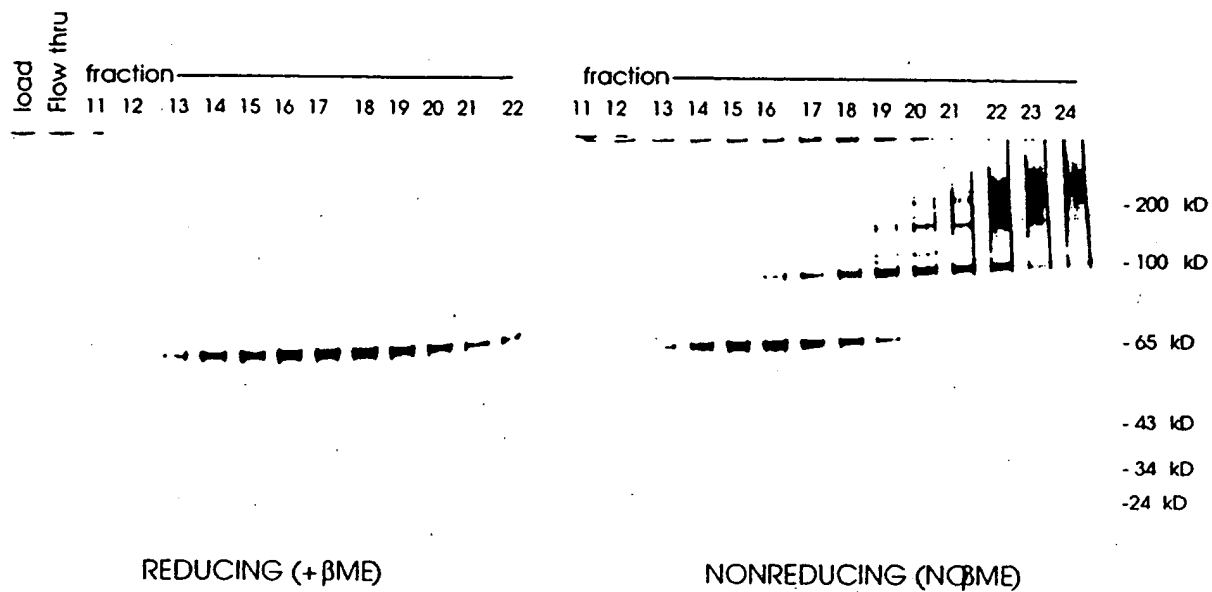 load
Flow thru
fraction
11 12 13 14 15 16 17 18 19 20 21 22
fraction
11 12 13 14 15 16 17 18 19 20 21 22 23 24
- 200 kD
- 100 kD
- 65 kD
- 43 kD
- 34 kD
-24 kD
REDUCING (+βME)
NONREDUCING (NOβME)